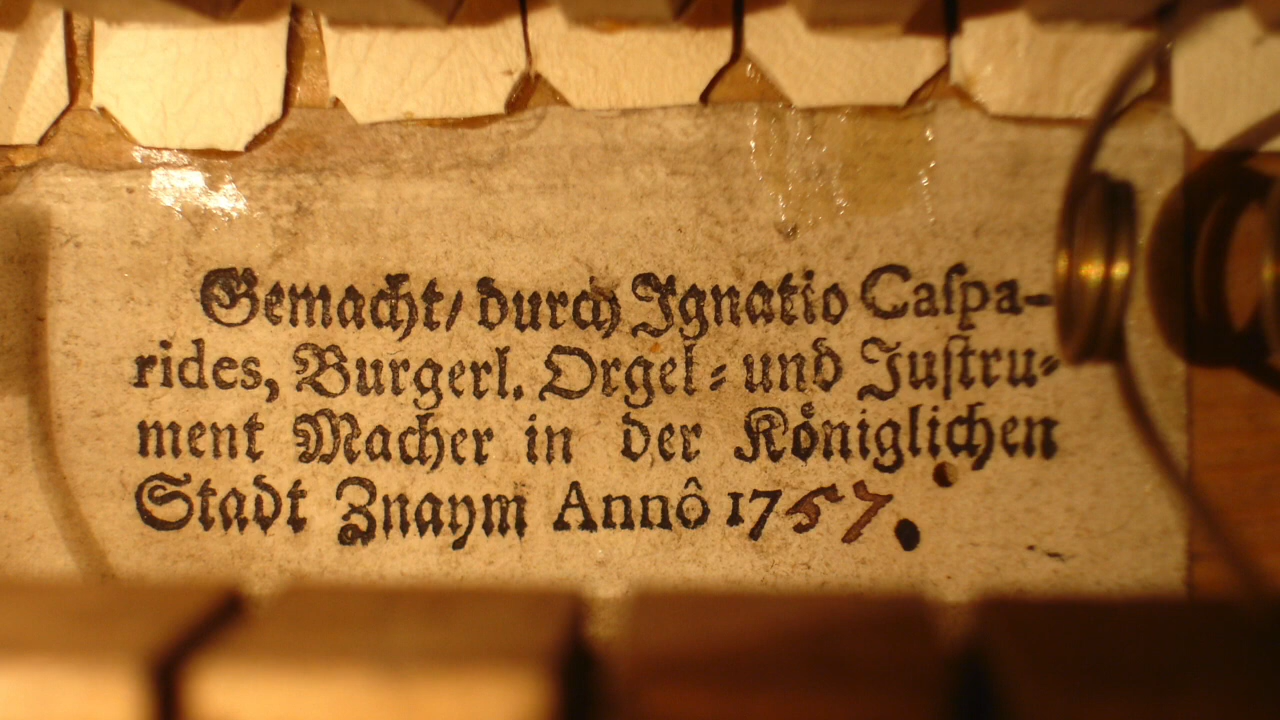 Gemacht/ durch Ignatio Caſpa-
rides, Burgerl. Orgel- und Juſtru-
ment Macher in der Königlichen
Stadt Znaym Annô 1757.